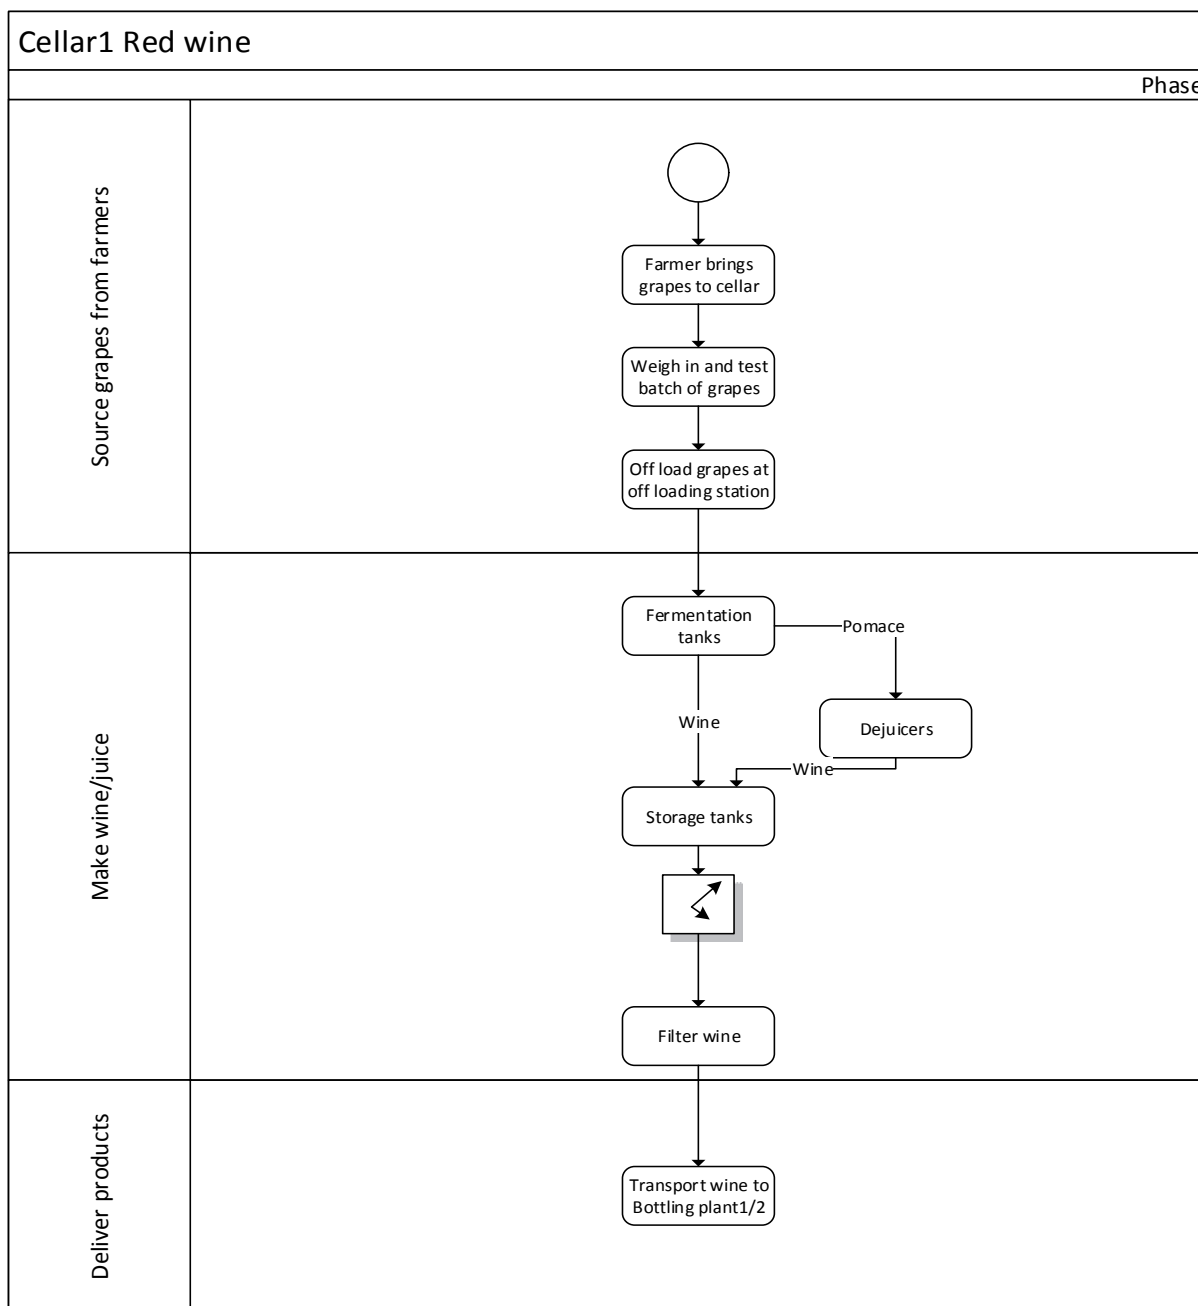 Cellar1 Red wine
Phase
Source grapes from farmers
Farmer brings
grapes to cellar
Weigh in and test
batch of grapes
Off load grapes at
off loading station
Make wine/juice
Fermentation
tanks
Pomace
Dejuicers
Wine
Wine
Storage tanks
Filter wine
Deliver products
Transport wine to
Bottling plant1/2